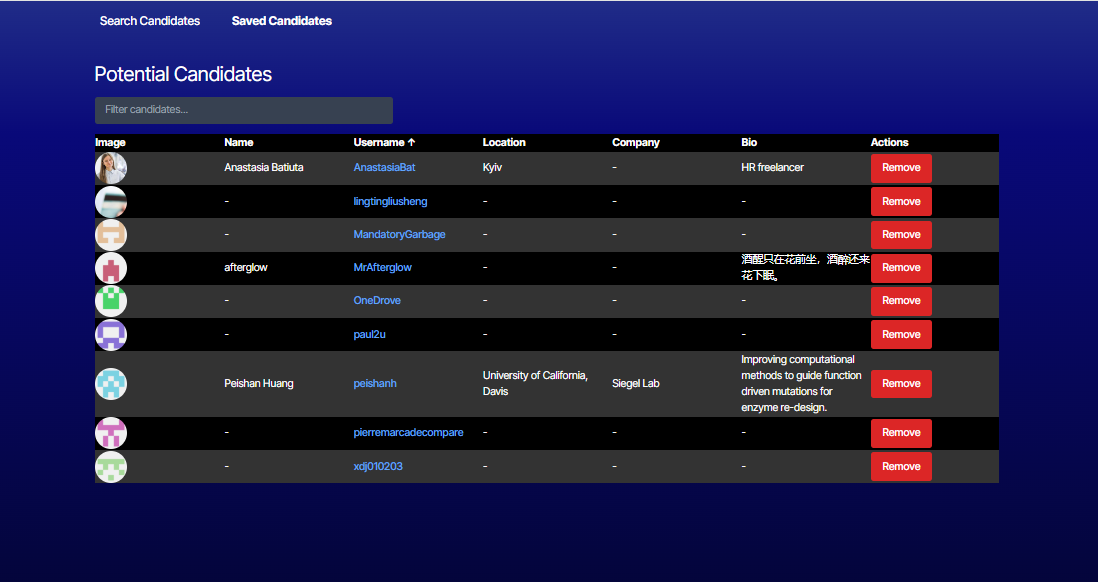 Search Candidates Saved Candidates
Potential Candidates
Filter candidates...
Image Name Username ↑ Location Company Bio Actions
Anastasia Batiuta AnastasiaBat Kyiv - HR freelancer Remove
- lingtingliusheng - - - Remove
- MandatoryGarbage - - - Remove
afterglow MrAfterglow - - 酒醒只在花前坐，酒醉还来
花下眠。 Remove
- OneDrove - - - Remove
- paul2u - - - Remove
Peishan Huang peishanh University of California,
Davis Siegel Lab Improving computational
methods to guide function
driven mutations for
enzyme re-design. Remove
- pierremarcadecompare - - - Remove
- xdj010203 - - - Remove